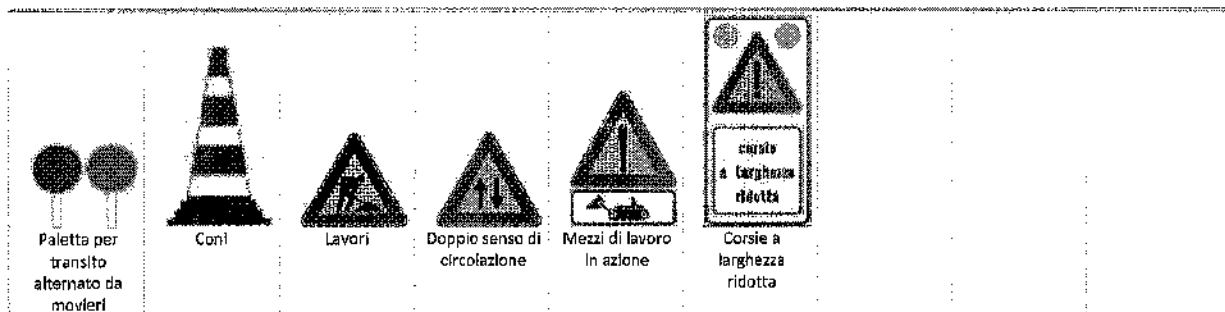 corsie
a larghezza
ridotta
Paletta per
transito
alternato da
movieri
Coni
Lavori
Doppio senso di
circolazione
Mezzi di lavoro
in azione
Corsie a
larghezza
ridotta